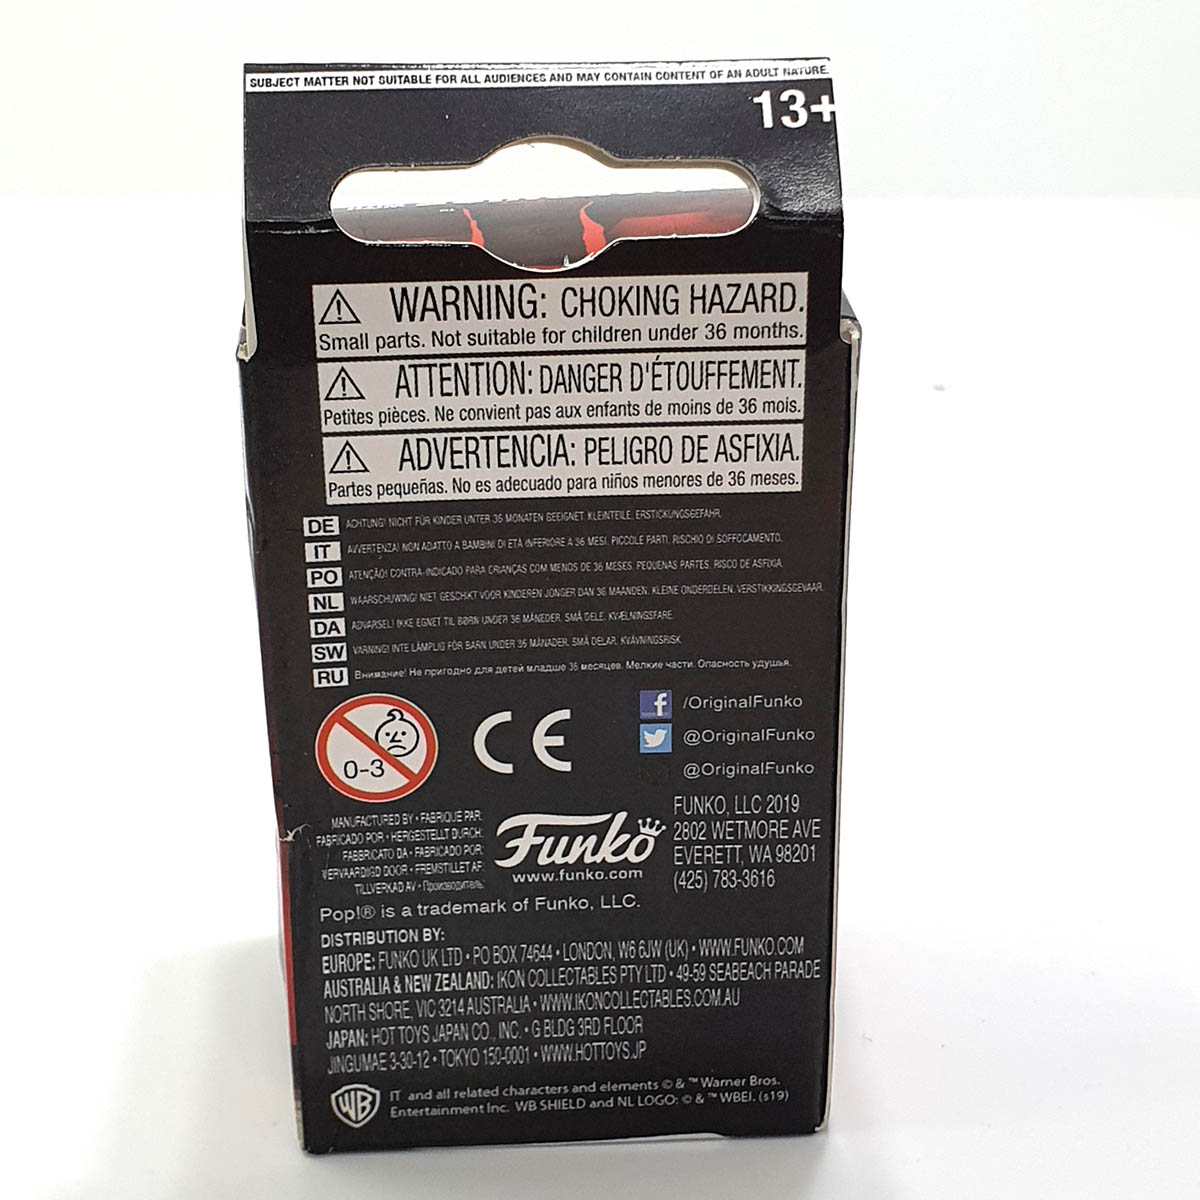 SUBJECT MATTER NOT SUITABLE FOR ALL AUDIENCES AND MAY CONTAIN CONTENT OF AN ADULT NATURE.
13+
WARNING: CHOKING HAZARD.
Small parts. Not suitable for children under 36 months.
ATTENTION: DANGER D'ÉTOUFFEMENT.
Petites pièces. Ne convient pas aux enfants de moins de 36 mois.
ADVERTENCIA: PELIGRO DE ASFIXIA.
Partes pequeñas. No es adecuado para niños menores de 36 meses.
DE ACHTUNG! NICHT FÜR KINDER UNTER 36 MONATEN GEEIGNET. KLEINTEILE. ERSTICKUNGSGEFAHR.
IT AVVERTENZA! NON ADATTO A BAMBINI DI ETÀ INFERIORE A 36 MESI. PICCOLE PARTI. RISCHIO DI SOFFOCAMENTO.
PO ATENÇÃO! CONTRA-INDICADO PARA CRIANÇAS COM MENOS DE 36 MESES. PEQUENAS PARTES. RISCO DE ASFIXIA.
NL WAARSCHUWING! NIET GESCHIKT VOOR KINDEREN JONGER DAN 36 MAANDEN. KLEINE ONDERDELEN. VERSTIKKINGSGEVAAR.
DA ADVARSEL! IKKE EGNET TIL BØRN UNDER 36 MÅNEDER. SMÅ DELE. KVÆLNINGSFARE.
SW VARNING! INTE LÄMPLIG FÖR BARN UNDER 36 MÅNADER. SMÅ DELAR. KVÄVNINGSRISK.
RU Внимание! Не пригодно для детей младше 36 месяцев. Мелкие части. Опасность удушья.
0-3
CE
f /OriginalFunko
@OriginalFunko
@OriginalFunko
MANUFACTURED BY • FABRIQUÉ PAR:
FABRICADO POR • HERGESTELLT DURCH:
FABBRICATO DA • FABRICADO POR:
VERVAARDIGD DOOR • FREMSTILLET AF:
TILLVERKAD AV • Производитель:
Funko
www.funko.com
FUNKO, LLC 2019
2802 WETMORE AVE
EVERETT, WA 98201
(425) 783-3616
Pop!® is a trademark of Funko, LLC.
DISTRIBUTION BY:
EUROPE: FUNKO UK LTD • PO BOX 74644 • LONDON, W6 6JW (UK) • WWW.FUNKO.COM
AUSTRALIA & NEW ZEALAND: IKON COLLECTABLES PTY LTD • 49-59 SEABEACH PARADE
NORTH SHORE, VIC 3214 AUSTRALIA • WWW.IKONCOLLECTABLES.COM.AU
JAPAN: HOT TOYS JAPAN CO., INC. • G BLDG 3RD FLOOR
JINGUMAE 3-30-12 • TOKYO 150-0001 • WWW.HOTTOYS.JP
WB
IT and all related characters and elements © & ™ Warner Bros.
Entertainment Inc. WB SHIELD and NL LOGO: © & ™ WBEI. (s19)